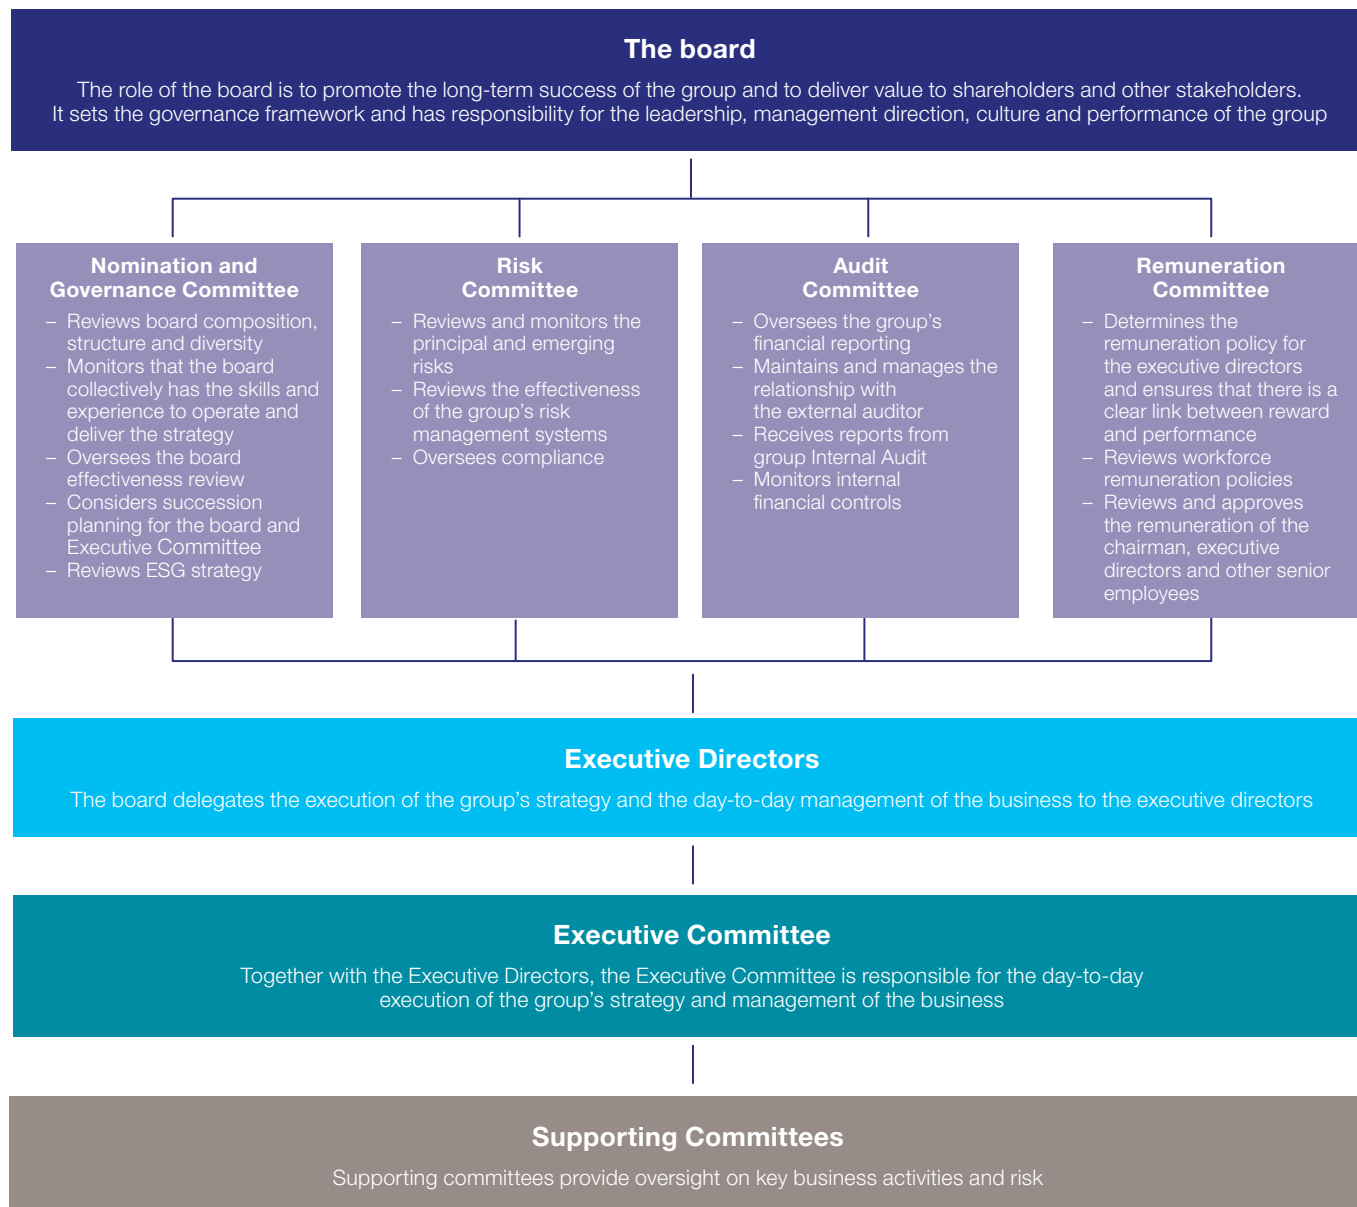 The board
The role of the board is to promote the long-term success of the group and to deliver value to shareholders and other stakeholders.
It sets the governance framework and has responsibility for the leadership, management direction, culture and performance of the group
Nomination and
Governance Committee
– Reviews board composition,
structure and diversity
– Monitors that the board
collectively has the skills and
experience to operate and
deliver the strategy
– Oversees the board
effectiveness review
– Considers succession
planning for the board and
Executive Committee
– Reviews ESG strategy
Risk
Committee
– Reviews and monitors the
principal and emerging
risks
– Reviews the effectiveness
of the group’s risk
management systems
– Oversees compliance
Audit
Committee
– Oversees the group’s
financial reporting
– Maintains and manages the
relationship with
the external auditor
– Receives reports from
group Internal Audit
– Monitors internal
financial controls
Remuneration
Committee
– Determines the
remuneration policy for
the executive directors
and ensures that there is a
clear link between reward
and performance
– Reviews workforce
remuneration policies
– Reviews and approves
the remuneration of the
chairman, executive
directors and other senior
employees
Executive Directors
The board delegates the execution of the group’s strategy and the day-to-day management of the business to the executive directors
Executive Committee
Together with the Executive Directors, the Executive Committee is responsible for the day-to-day
execution of the group’s strategy and management of the business
Supporting Committees
Supporting committees provide oversight on key business activities and risk